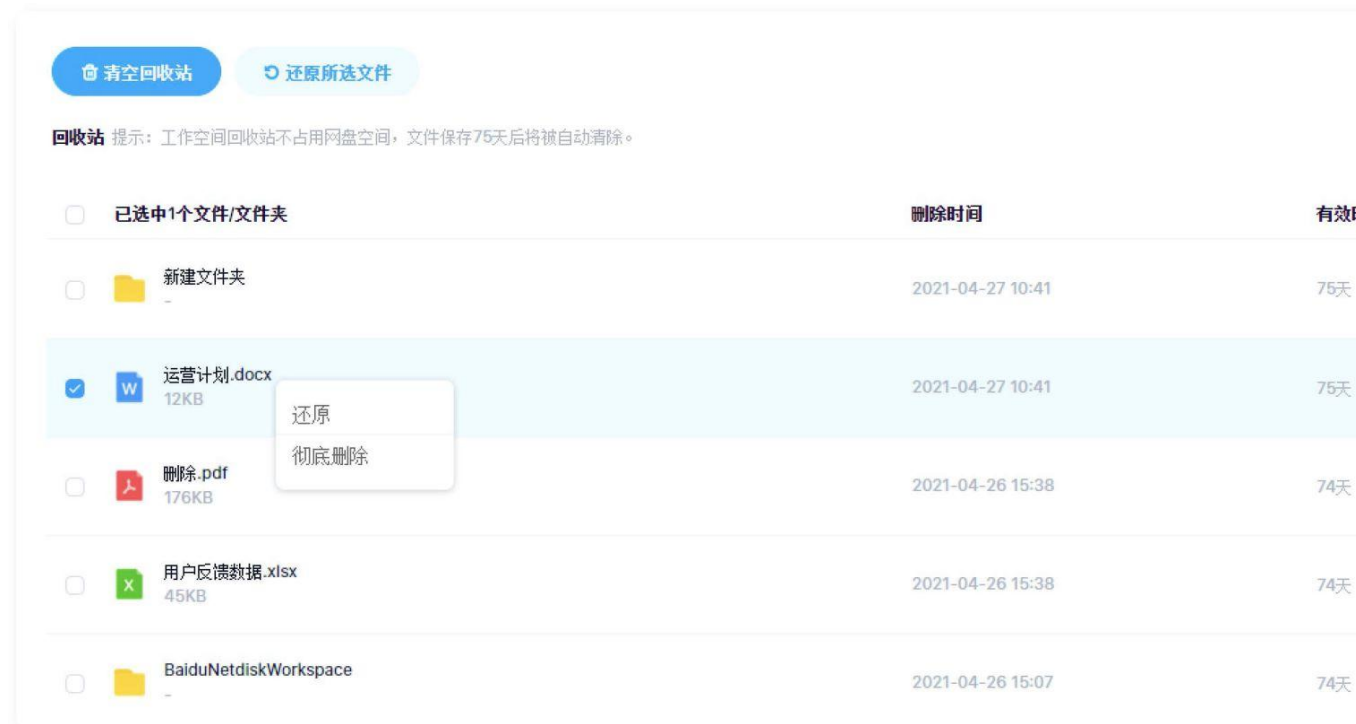 清空回收站 还原所选文件
回收站 提示：工作空间回收站不占用网盘空间，文件保存75天后将被自动清除。
已选中1个文件/文件夹 删除时间 有效
新建文件夹
-
2021-04-27 10:41 75天
运营计划.docx
12KB
2021-04-27 10:41 75天
还原
彻底删除
删除.pdf
176KB
2021-04-26 15:38 74天
用户反馈数据.xlsx
45KB
2021-04-26 15:38 74天
BaiduNetdiskWorkspace
-
2021-04-26 15:07 74天